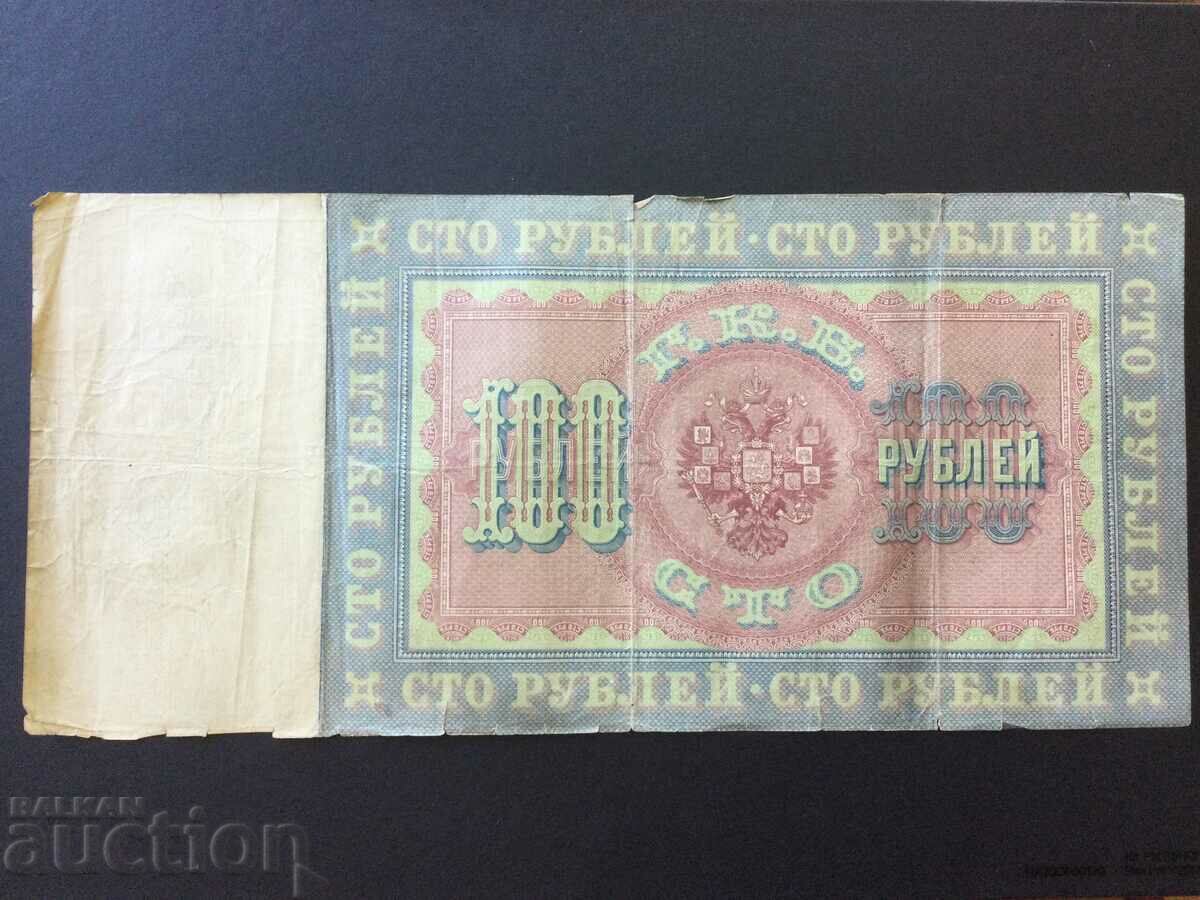 СТО РУБЛЕЙ · СТО РУБЛЕЙ
СТО РУБЛЕЙ
Г.К.Б.
100
100
РУБЛЕЙ
СТО
СТО РУБЛЕЙ
СТО РУБЛЕЙ · СТО РУБЛЕЙ
BALKAN
auction